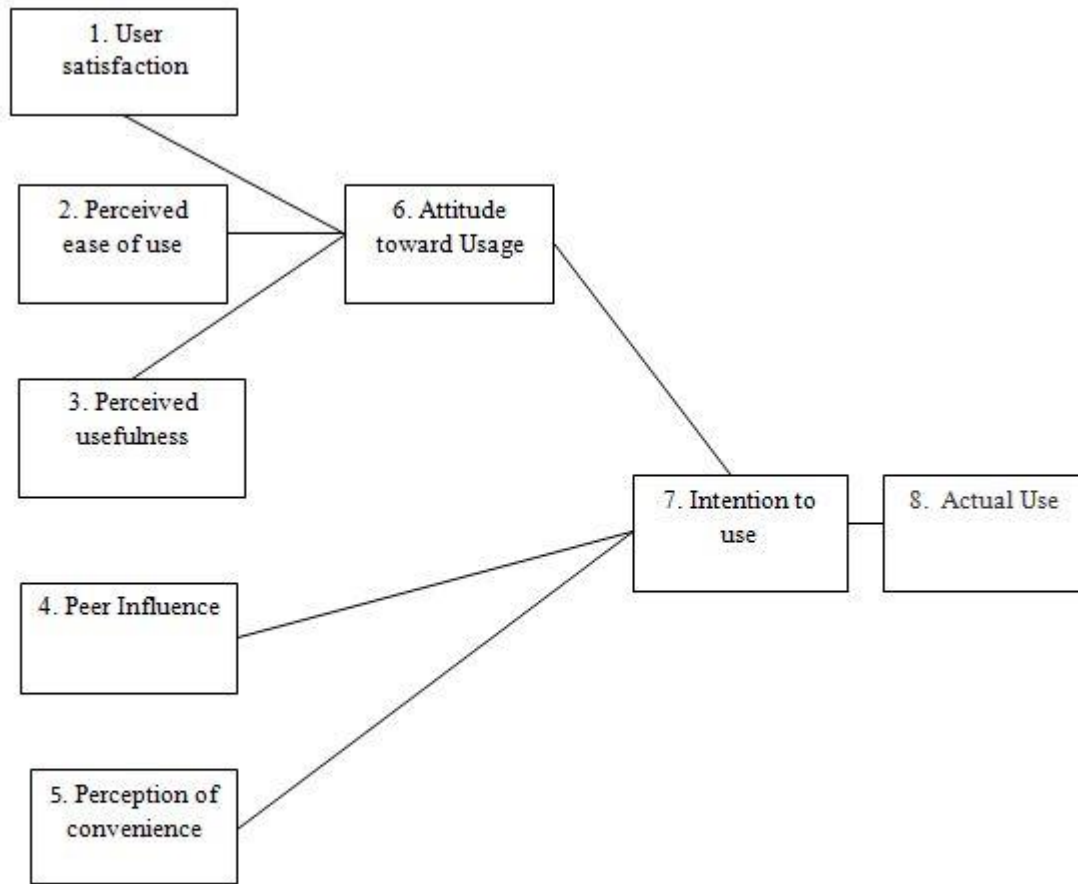 1. User
satisfaction
2. Perceived
ease of use
6. Attitude
toward Usage
3. Perceived
usefulness
7. Intention to
use
8. Actual Use
4. Peer Influence
5. Perception of
convenience